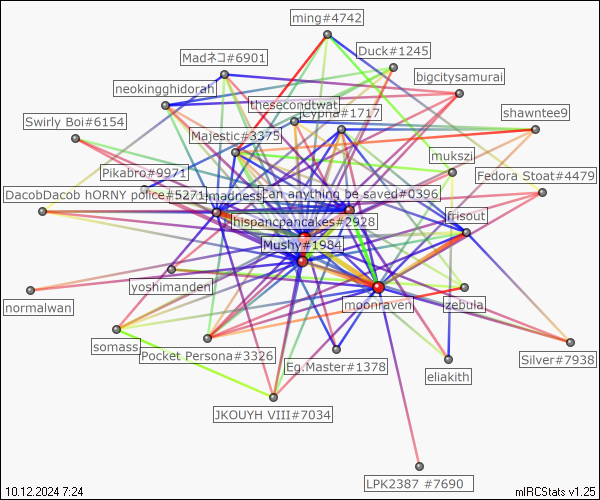 ming#4742
Duck#1245
Madネコ#6901
bigcitysamurai
neokingghidorah
thesecondtwat
Cypha#1717
shawntee9
Swirly Boi#6154
Majestic#3375
mukszi
Pikabro#9971
Fedora Stoat#4479
DacobDacob hORNY police#5271
madness
can anything be saved#0396
frisout
hispancpancakes#2928
Mushy#1984
yoshimanden
normalwan
moonraven
zebula
somass
Pocket Persona#3326
Eg.Master#1378
eliakith
Silver#7938
JKOUYH VIII#7034
LPK2387 #7690
10.12.2024 7:24
mIRCStats v1.25